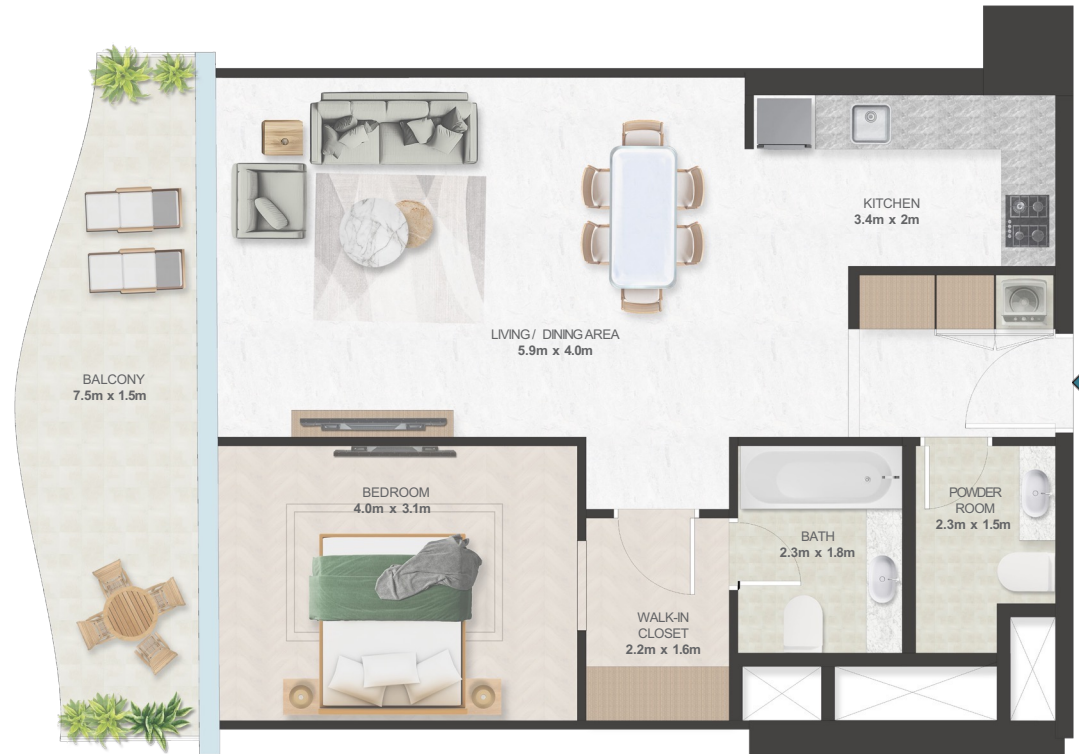 KITCHEN
3.4m x 2m
LIVING / DINING AREA
5.9m x 4.0m
BALCONY
7.5m x 1.5m
BEDROOM
4.0m x 3.1m
POWDER
ROOM
2.3m x 1.5m
BATH
2.3m x 1.8m
WALK-IN
CLOSET
2.2m x 1.6m